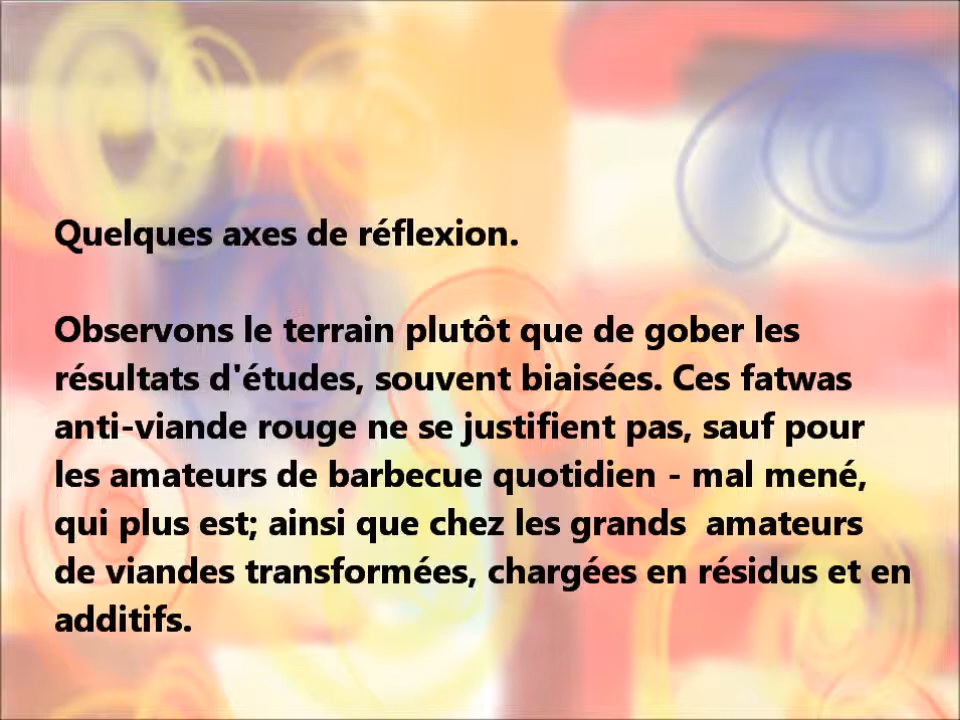 Quelques axes de réflexion.
Observons le terrain plutôt que de gober les
résultats d'études, souvent biaisées. Ces fatwas
anti-viande rouge ne se justifient pas, sauf pour
les amateurs de barbecue quotidien - mal mené,
qui plus est; ainsi que chez les grands  amateurs
de viandes transformées, chargées en résidus et en
additifs.